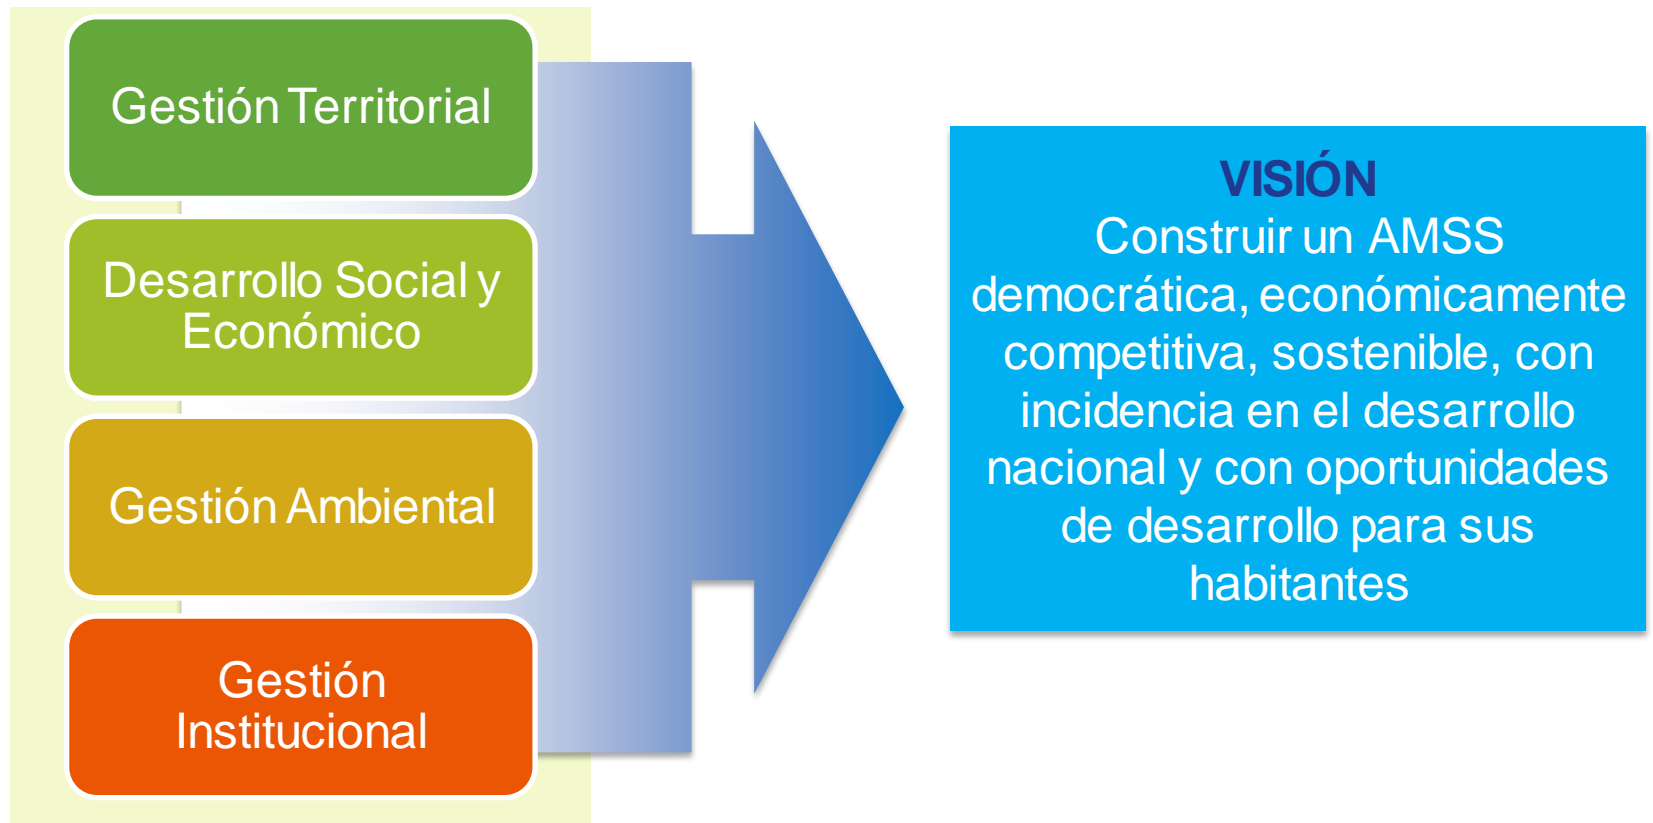 Gestión Territorial
Desarrollo Social y
Económico
Gestión Ambiental
Gestión
Institucional
VISIÓN
Construir un AMSS
democrática, económicamente
competitiva, sostenible, con
incidencia en el desarrollo
nacional y con oportunidades
de desarrollo para sus
habitantes